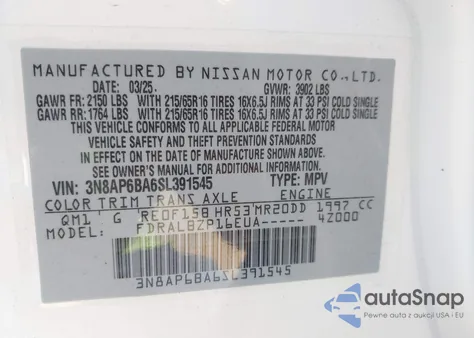 MANUFACTURED BY NISSAN MOTOR CO., LTD.
DATE: 03/25. GVWR: 3902 LBS
GAWR FR: 2150 LBS WITH 215/65R16 TIRES 16X6.5J RIMS AT 33 PSI COLD SINGLE
GAWR RR: 1764 LBS WITH 215/65R16 TIRES 16X6.5J RIMS AT 33 PSI COLD SINGLE
THIS VEHICLE CONFORMS TO ALL APPLICABLE FEDERAL MOTOR
VEHICLE SAFETY AND THEFT PREVENTION STANDARDS
IN EFFECT ON THE DATE OF MANUFACTURE SHOWN ABOVE.
VIN: 3N8AP6BA6SL391545 TYPE: MPV
COLOR TRIM TRANS AXLE ENGINE
QM1 G RE0F15B HR53 MR20DD 1997 CC
MODEL: FDRALBZP16EUA----- 4Z000
3N8AP6BA6SL391545
autaSnap
Pewne auta z dostawą z USA i EU